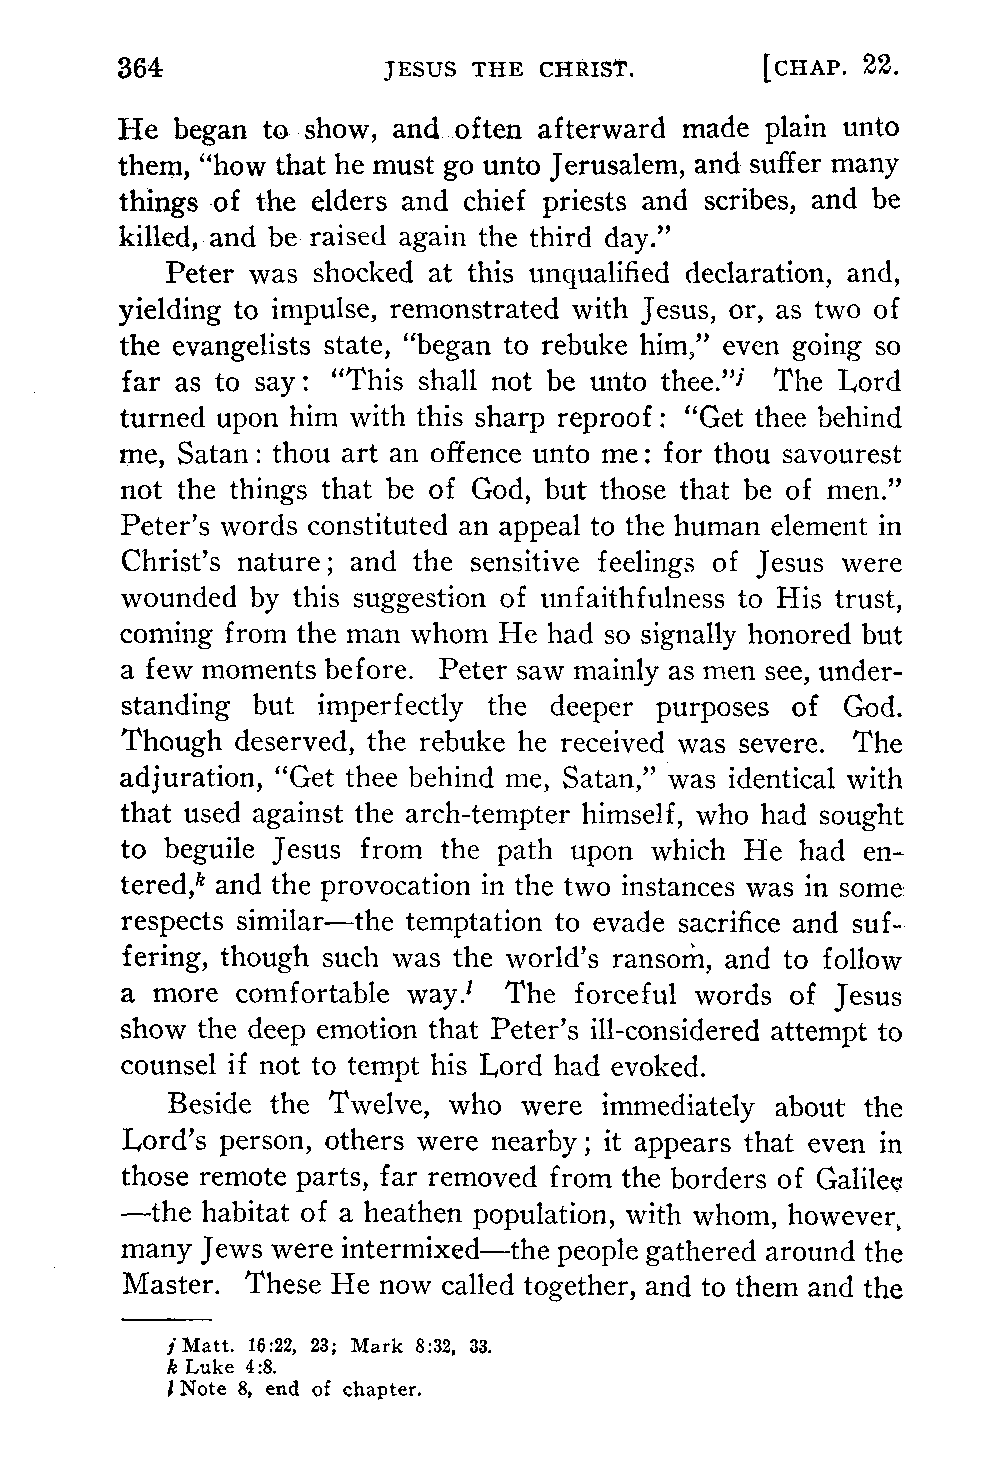 364 JESUS THE CHRIST. [CHAP. 22.
He began to show, and often afterward made plain unto
them, “how that he must go unto Jerusalem, and suffer many
things of the elders and chief priests and scribes, and be
killed, and be raised again the third day.”
Peter was shocked at this unqualified declaration, and,
yielding to impulse, remonstrated with Jesus, or, as two of
the evangelists state, “began to rebuke him,” even going so
far as to say: “This shall not be unto thee.”j The Lord
turned upon him with this sharp reproof: “Get thee behind
me, Satan: thou art an offence unto me: for thou savourest
not the things that be of God, but those that be of men.”
Peter’s words constituted an appeal to the human element in
Christ’s nature; and the sensitive feelings of Jesus were
wounded by this suggestion of unfaithfulness to His trust,
coming from the man whom He had so signally honored but
a few moments before. Peter saw mainly as men see, under-
standing but imperfectly the deeper purposes of God.
Though deserved, the rebuke he received was severe. The
adjuration, “Get thee behind me, Satan,” was identical with
that used against the arch-tempter himself, who had sought
to beguile Jesus from the path upon which He had en-
tered,k and the provocation in the two instances was in some
respects similar—the temptation to evade sacrifice and suf-
fering, though such was the world’s ransom, and to follow
a more comfortable way.l The forceful words of Jesus
show the deep emotion that Peter’s ill-considered attempt to
counsel if not to tempt his Lord had evoked.
Beside the Twelve, who were immediately about the
Lord’s person, others were nearby; it appears that even in
those remote parts, far removed from the borders of Galilee
—the habitat of a heathen population, with whom, however,
many Jews were intermixed—the people gathered around the
Master. These He now called together, and to them and the
j Matt. 16:22, 23; Mark 8:32, 33.
k Luke 4:8.
l Note 8, end of chapter.